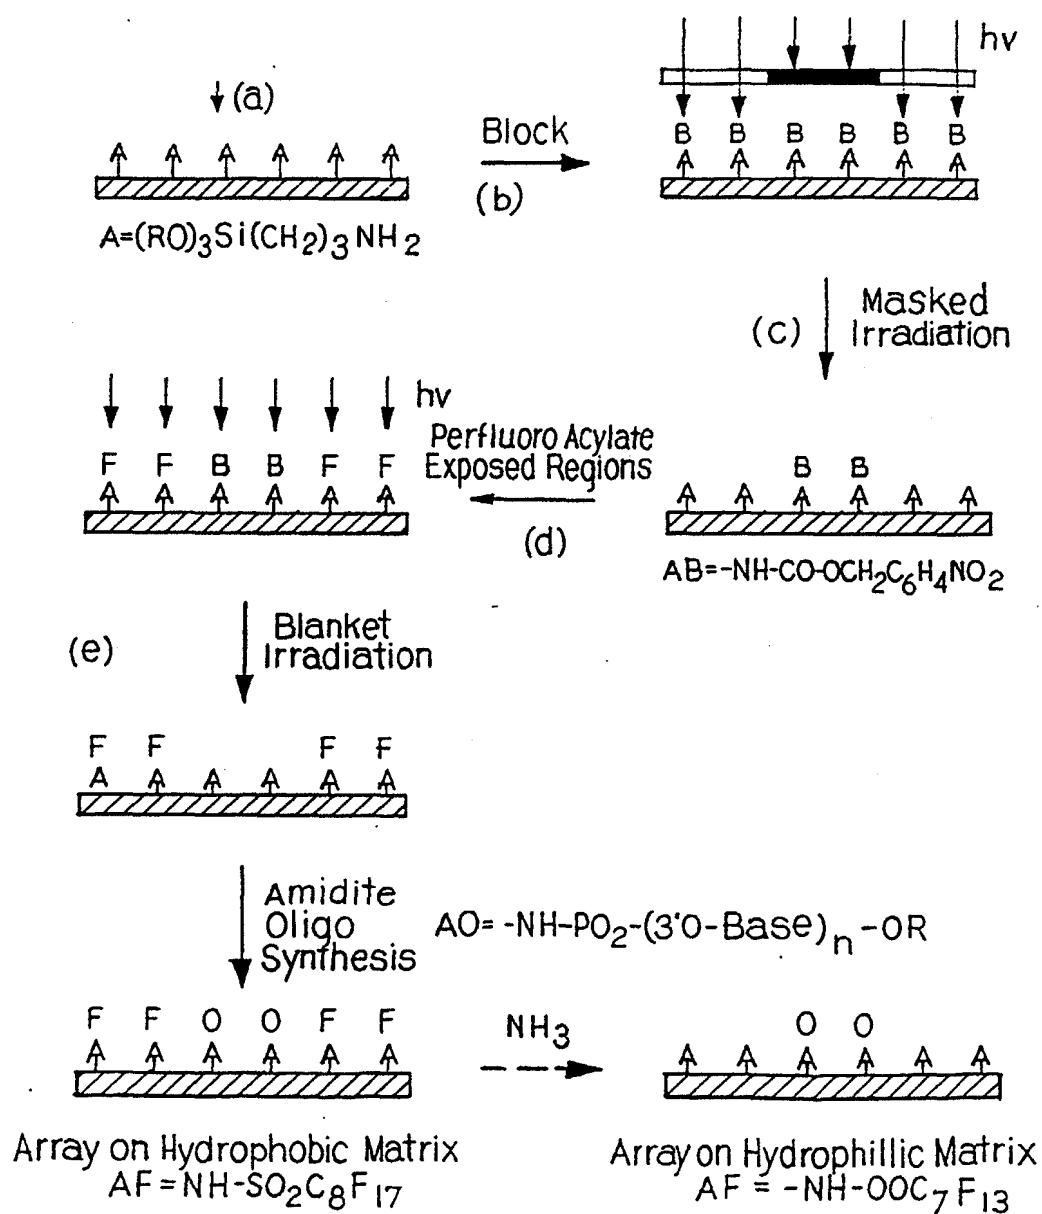 (a)
A A A A A A
A=(RO)3Si(CH2)3NH2
Block
(b)
hv
B B B B B B
A A A A A A
(c)
Masked
Irradiation
B B
A A A A A A
AB=-NH-CO-OCH2C6H4NO2
Perfluoro Acylate
Exposed Regions
(d)
hv
F F B B F F
A A A A A A
(e)
Blanket
Irradiation
F F F F
A A A A A A
Amidite
Oligo
Synthesis
AO= -NH-PO2-(3'O-Base)n-OR
F F O O F F
A A A A A A
Array on Hydrophobic Matrix
AF=NH-SO2C8F17
NH3
O O
A A A A A A
Array on Hydrophillic Matrix
AF = -NH-OOC7F13